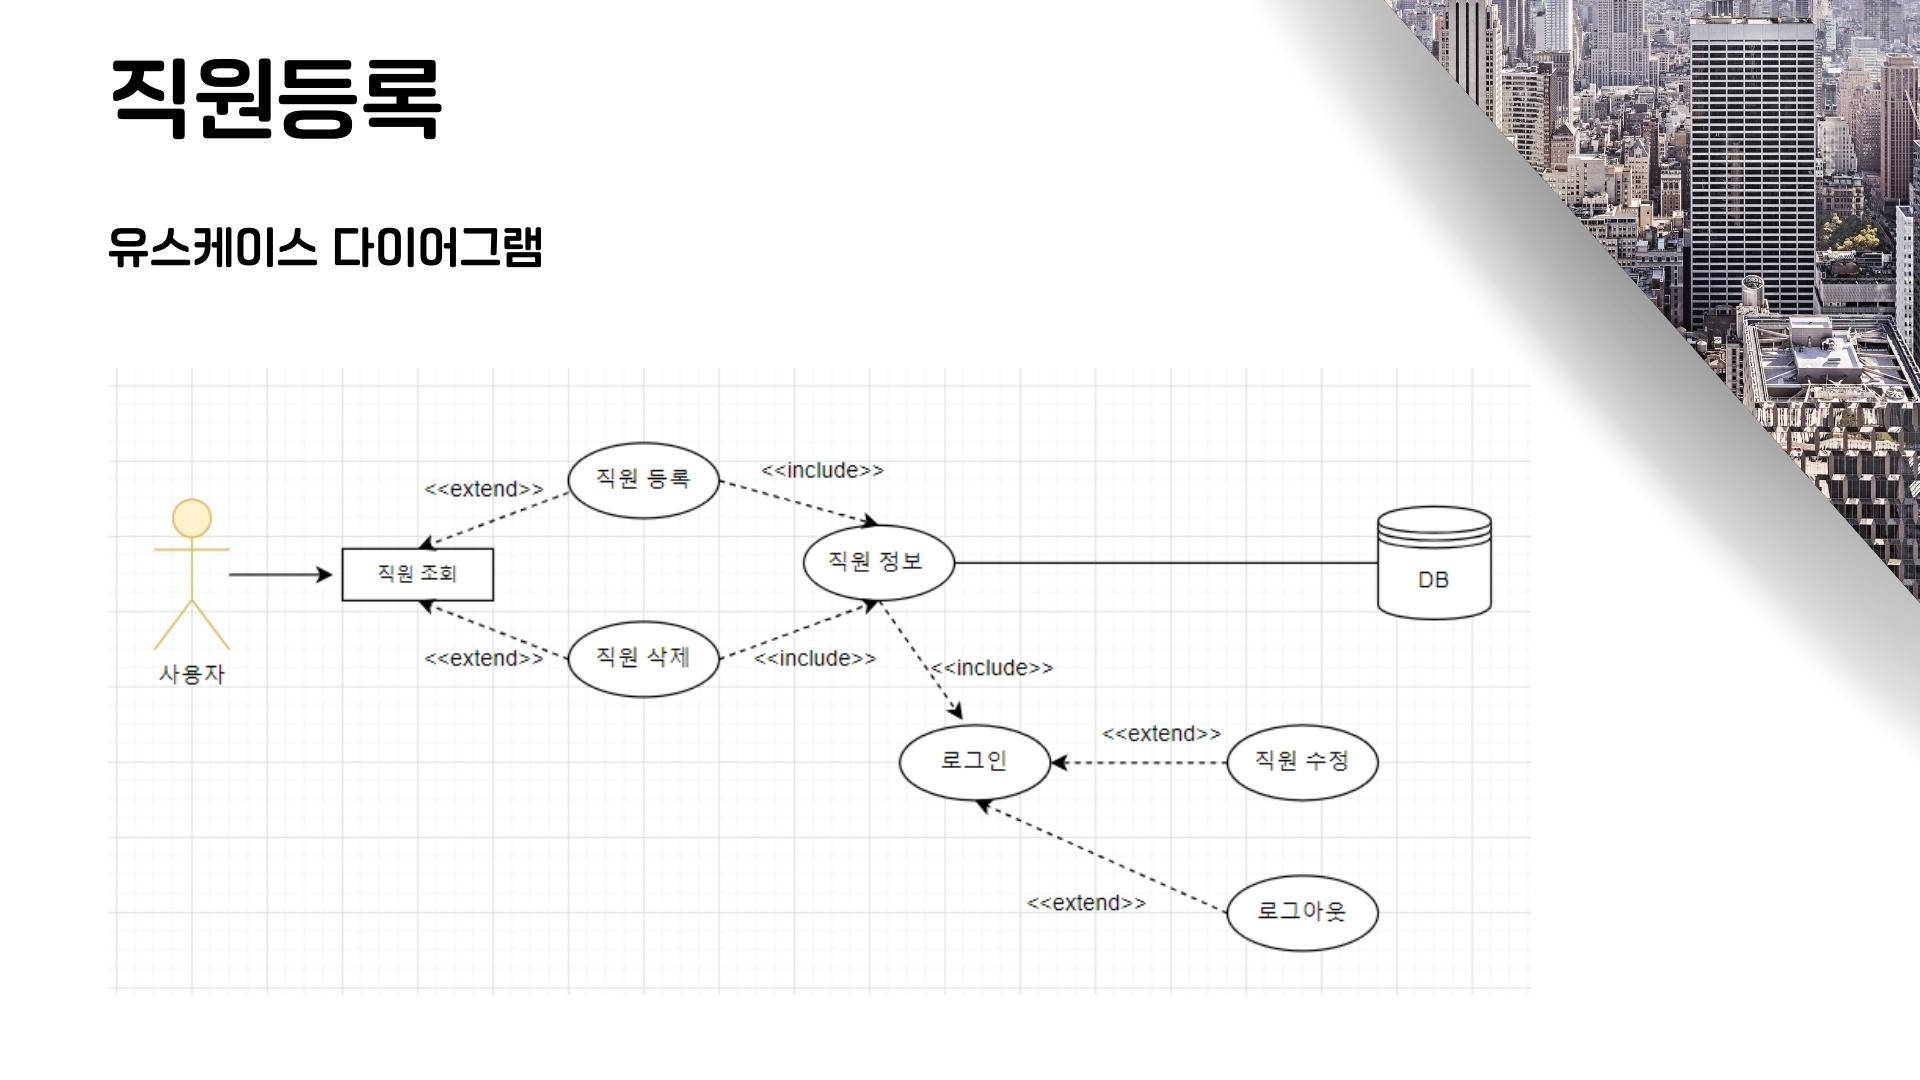 직원등록
유스케이스 다이어그램
직원 등록
<<include>>
<<extend>>
직원 정보
직원 조회
DB
직원 삭제
<<extend>>
<<include>>
<<include>>
사용자
<<extend>>
로그인
직원 수정
<<extend>>
로그아웃